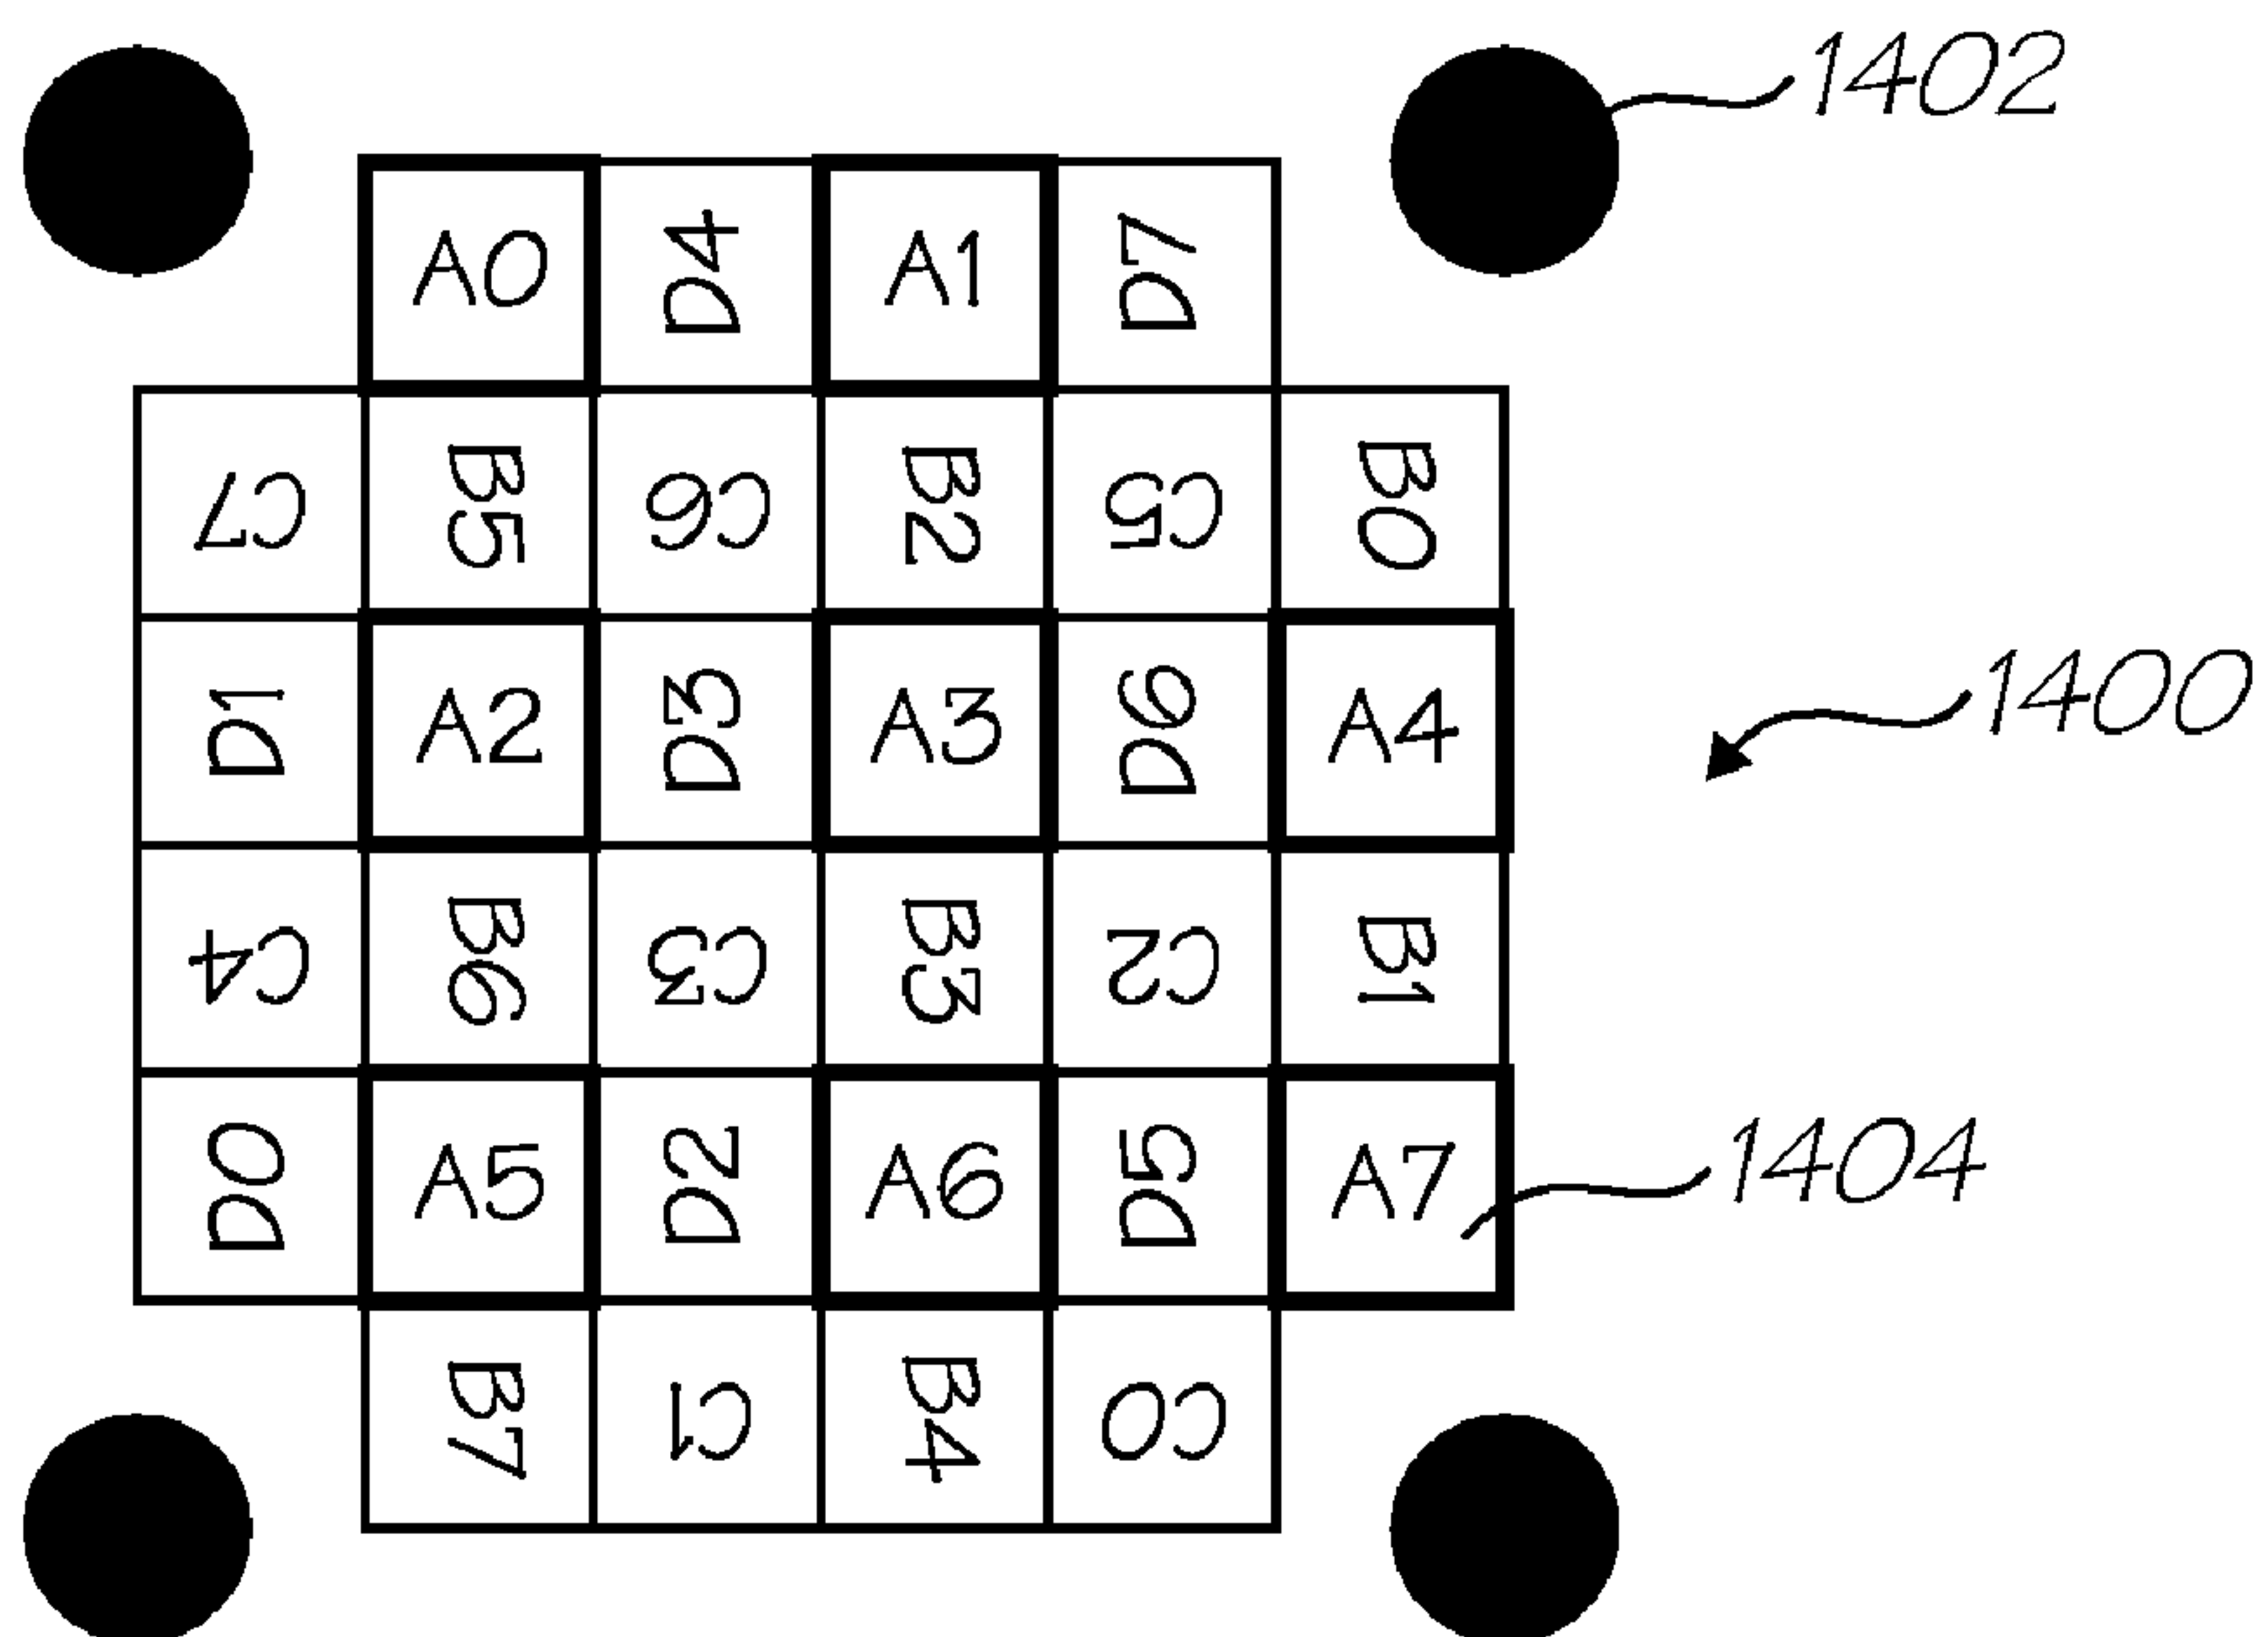 1402
A0 D4 A1 D7
C7 B5 C6 B2 C5 B0
D1 A2 D3 A3 D6 A4
1400
C4 B6 C3 B3 C2 B1
D0 A5 D2 A6 D5 A7
1404
B7 C1 B4 C0